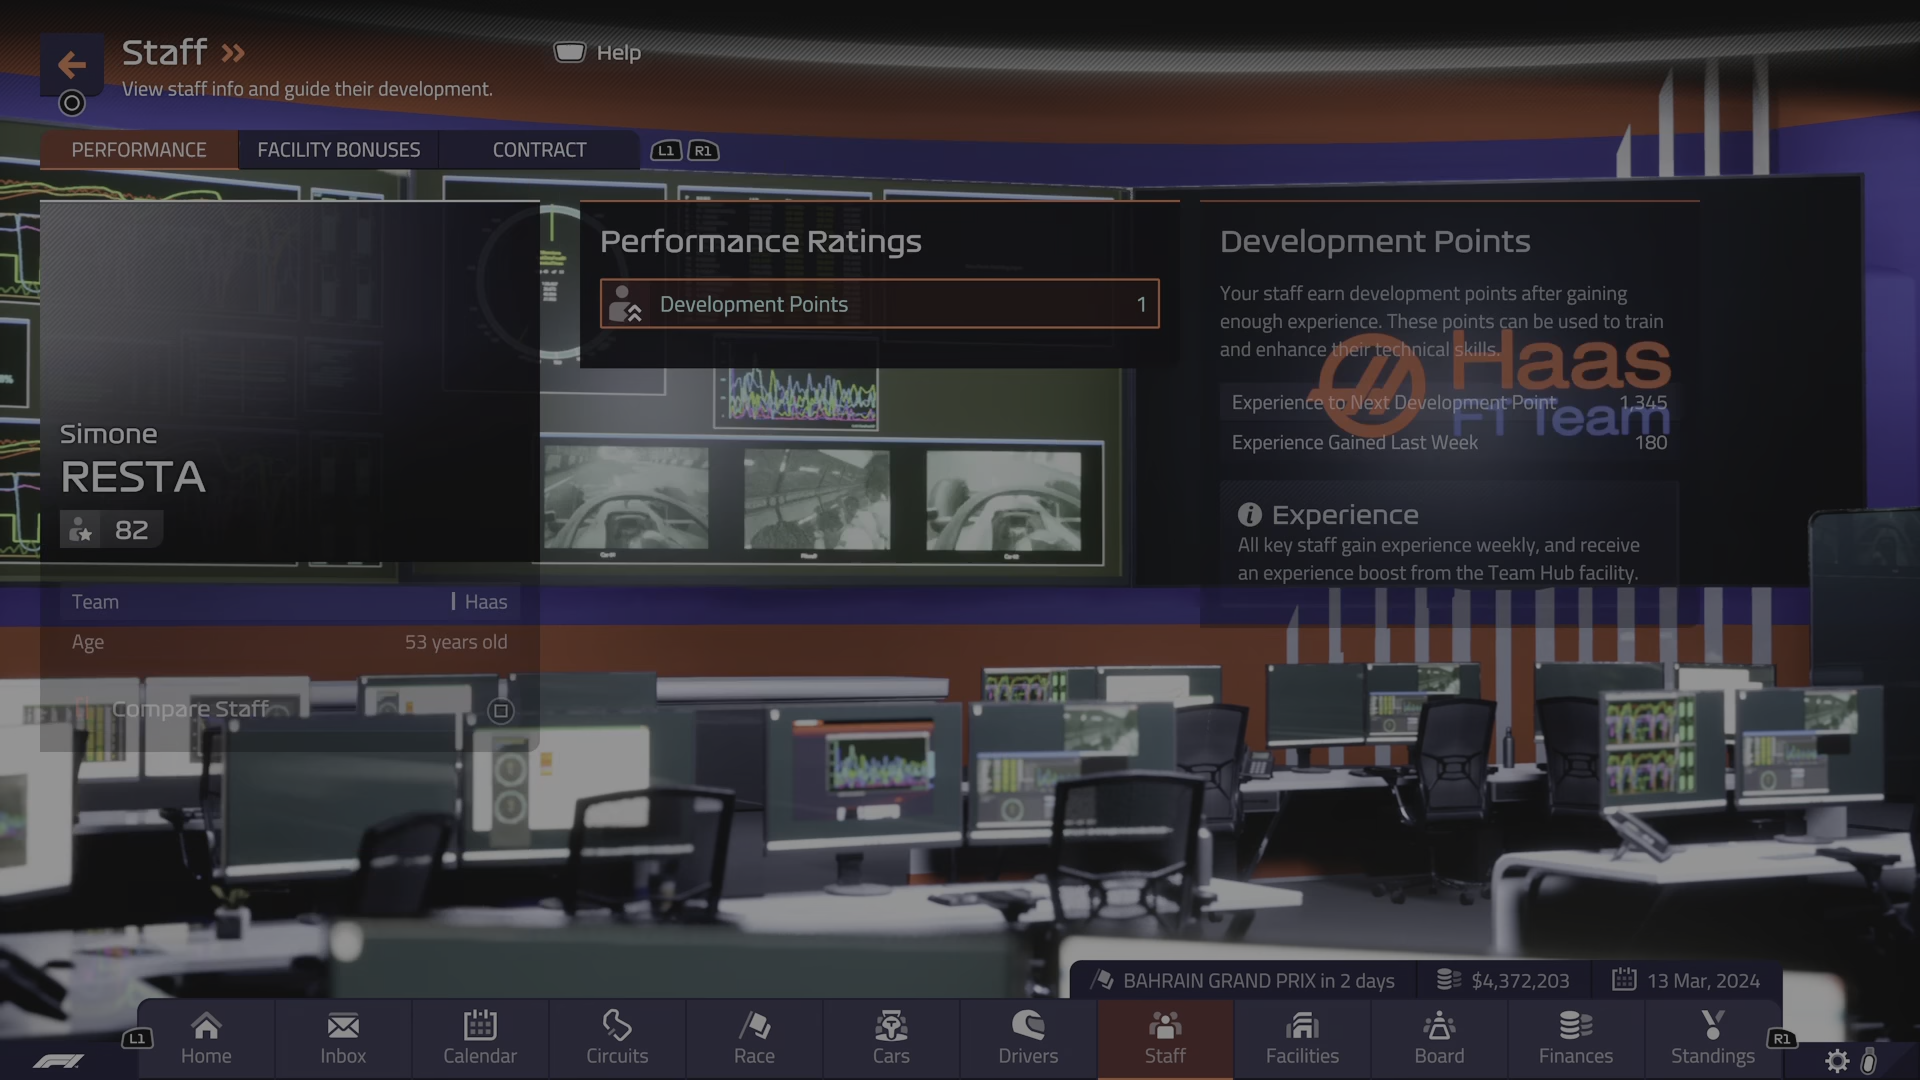 Staff
Help
View staff info and guide their development.
PERFORMANCE
FACILITY BONUSES
CONTRACT
L1
R1
Performance Ratings
Development Points 1
Simone
RESTA
82
Team Haas
Age 53 years old
Compare Staff
Development Points
Your staff earn development points after gaining
enough experience. These points can be used to train
and enhance their technical skills.
Haas
F1 Team
Experience to Next Development Point 1,345
Experience Gained Last Week 180
Experience
All key staff gain experience weekly, and receive
an experience boost from the Team Hub facility.
BAHRAIN GRAND PRIX in 2 days
$4,372,203
13 Mar, 2024
L1
Home
Inbox
Calendar
Circuits
Race
Cars
Drivers
Staff
Facilities
Board
Finances
Standings
R1